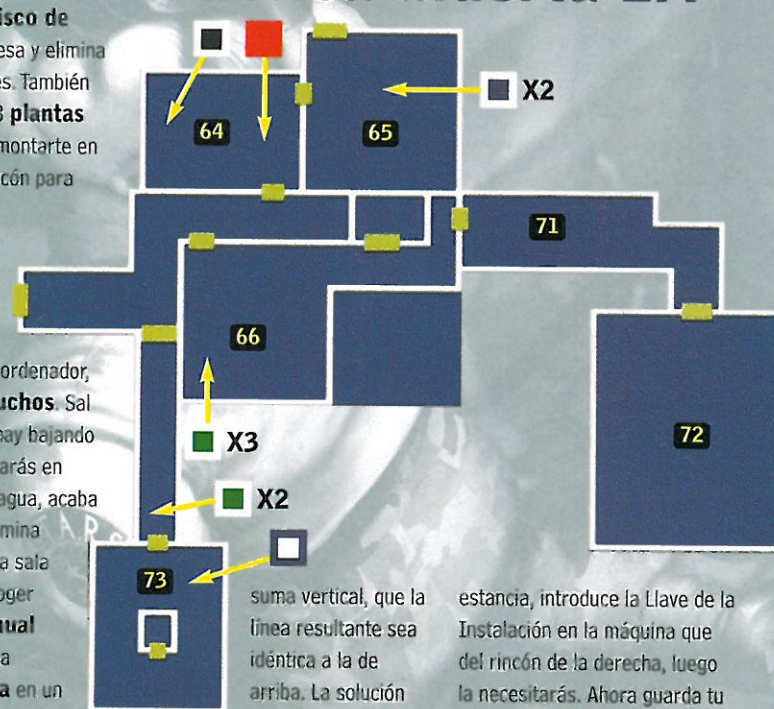 isco de
esa y elimina
es. También
3 plantas
montarte en
cón para
64
65
X2
71
66
72
X3
X2
73
ordenador,
uchos. Sal
hay bajando
arás en
agua, acaba
mina
a sala
oger
ual
a
a en un
suma vertical, que la
línea resultante sea
idéntica a la de
arriba. La solución
estancia, introduce la Llave de la
Instalación en la máquina que
del rincón de la derecha, luego
la necesitarás. Ahora guarda tu